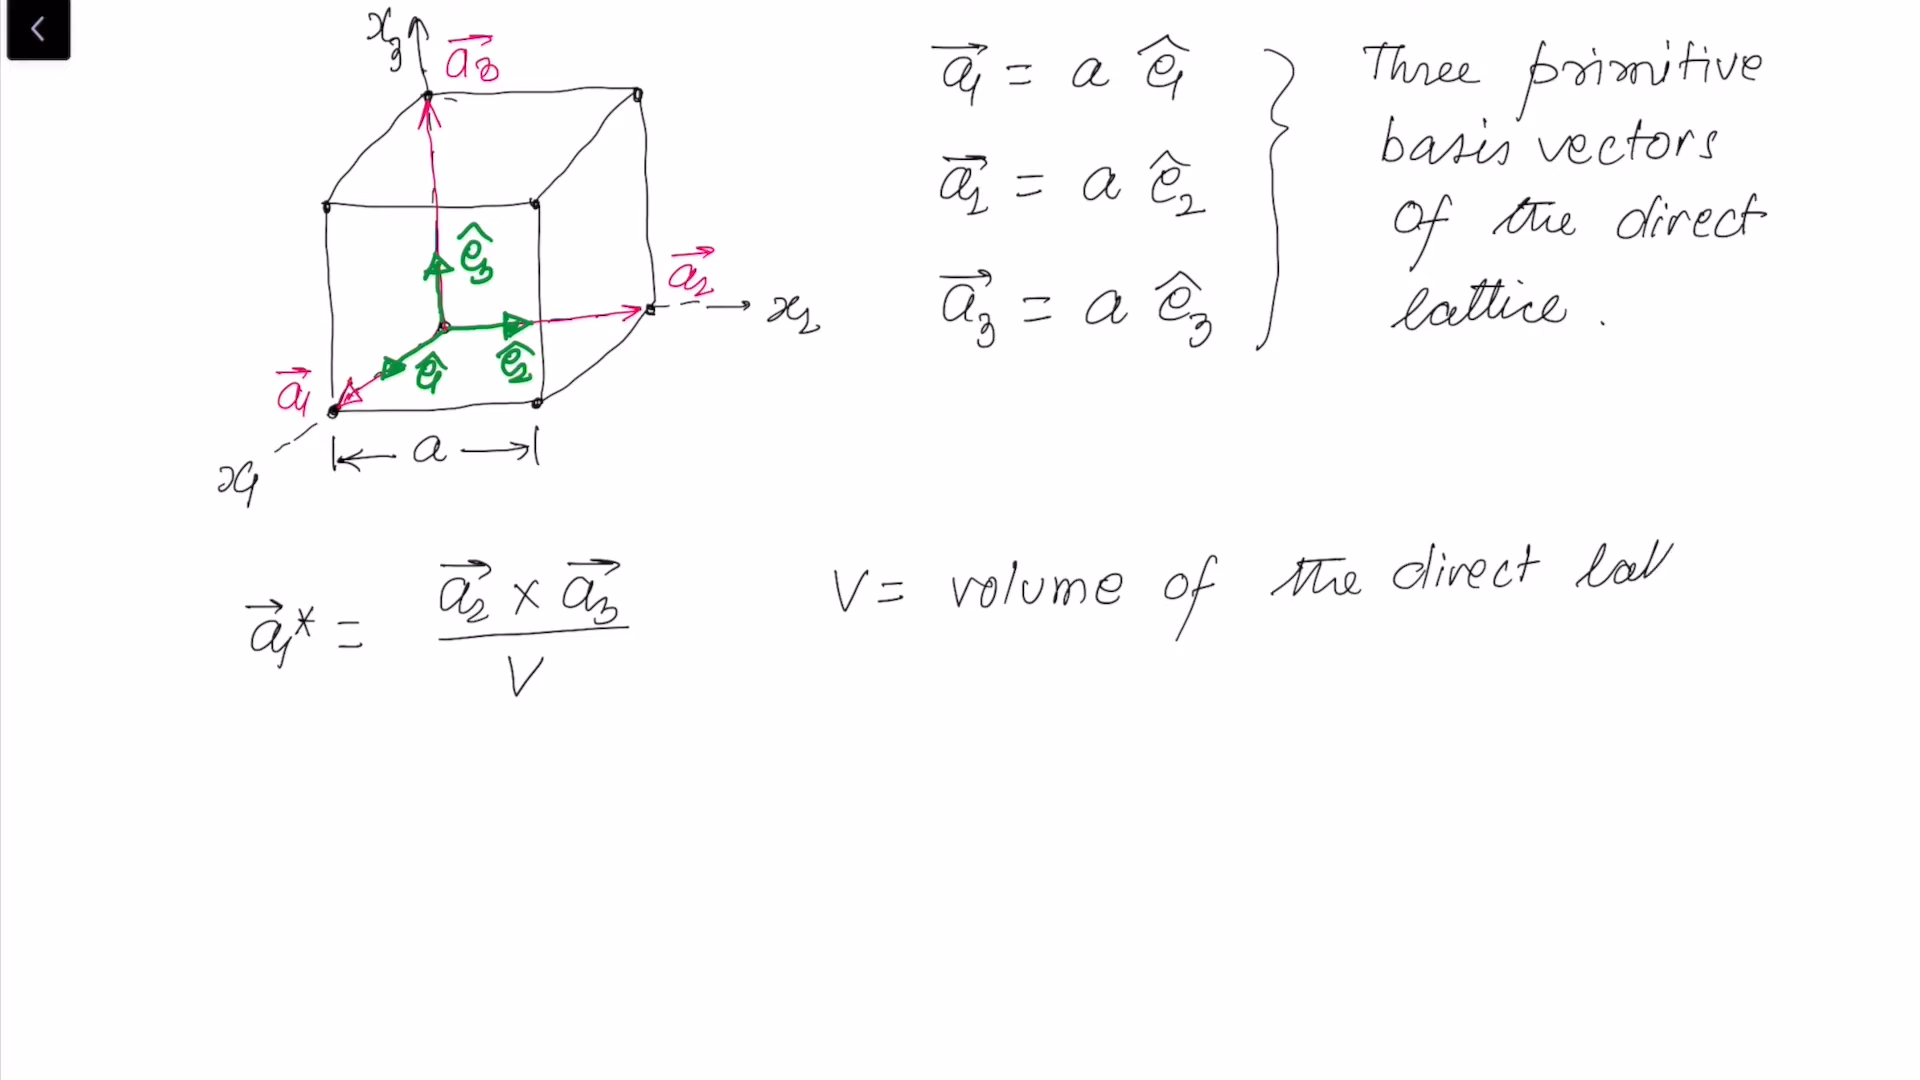 x₃
a⃗₃
ê₃
a⃗₂
x₂
ê₁
ê₂
a⃗₁
a
x₁
a⃗₁ = a ê₁
a⃗₂ = a ê₂
a⃗₃ = a ê₃
Three primitive
basis vectors
of the direct
lattice.
a⃗₁* = (a⃗₂ × a⃗₃) / V
V = volume of the direct